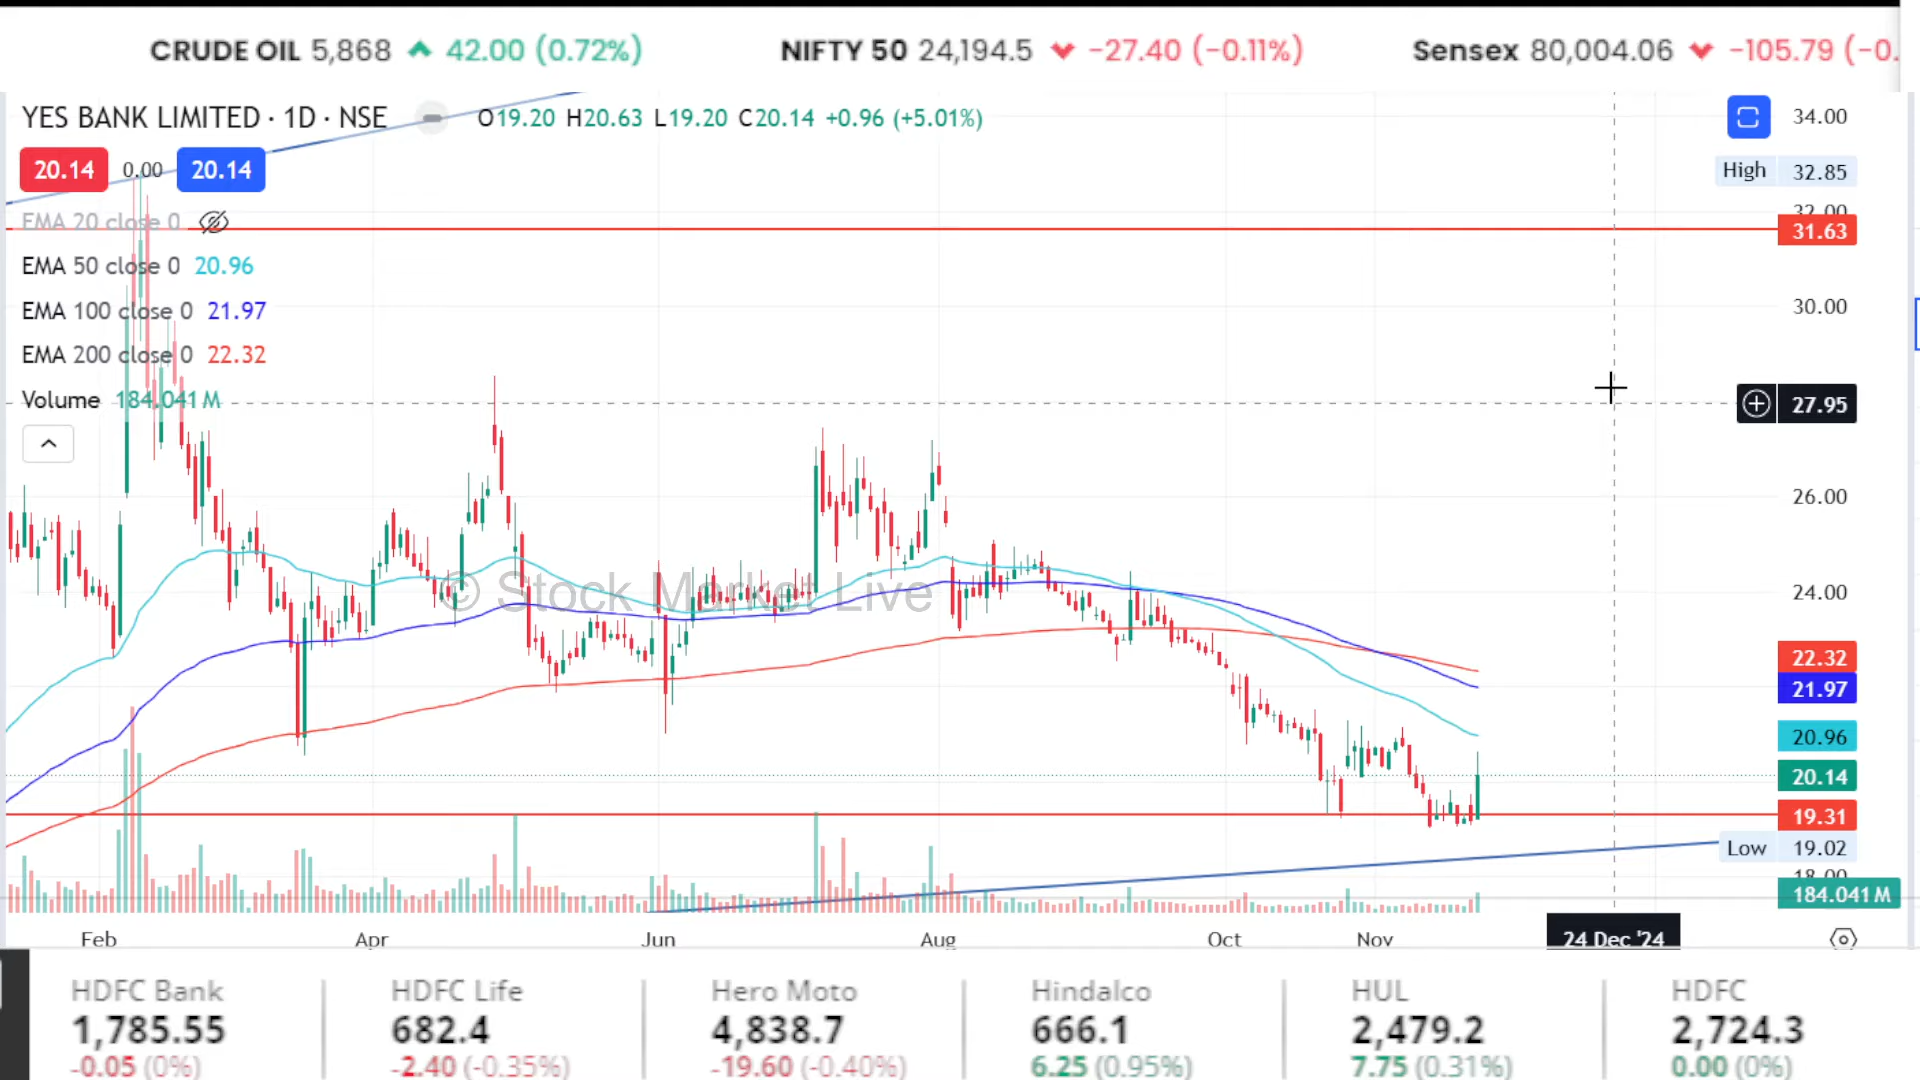 CRUDE OIL 5,868 42.00 (0.72%) NIFTY 50 24,194.5 -27.40 (-0.11%) Sensex 80,004.06 -105.79 (-0.
YES BANK LIMITED · 1D · NSE O19.20 H20.63 L19.20 C20.14 +0.96 (+5.01%)
20.14 0.00 20.14
EMA 20 close 0
EMA 50 close 0 20.96
EMA 100 close 0 21.97
EMA 200 close 0 22.32
Volume 184.041 M
34.00
High 32.85
32.00
31.63
30.00
27.95
26.00
24.00
22.32
21.97
20.96
20.14
19.31
Low 19.02
18.00
184.041 M
© Stock Market Live
Feb Apr Jun Aug Oct Nov 24 Dec '24
HDFC Bank HDFC Life Hero Moto Hindalco HUL HDFC
1,785.55 682.4 4,838.7 666.1 2,479.2 2,724.3
-0.05 (0%) -2.40 (-0.35%) -19.60 (-0.40%) 6.25 (0.95%) 7.75 (0.31%) 0.00 (0%)